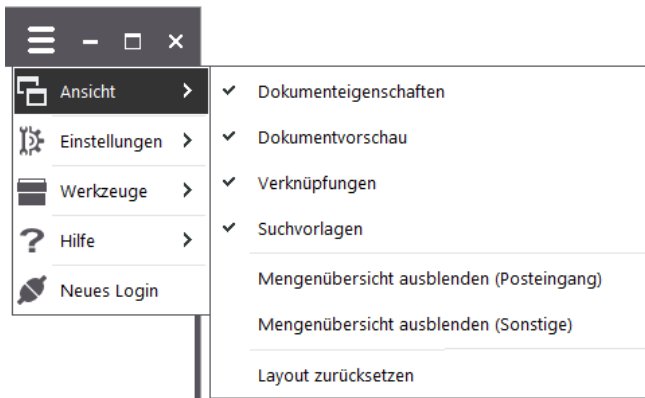 Ansicht
Einstellungen
Werkzeuge
Hilfe
Neues Login
Dokumenteigenschaften
Dokumentvorschau
Verknüpfungen
Suchvorlagen
Mengenübersicht ausblenden (Posteingang)
Mengenübersicht ausblenden (Sonstige)
Layout zurücksetzen